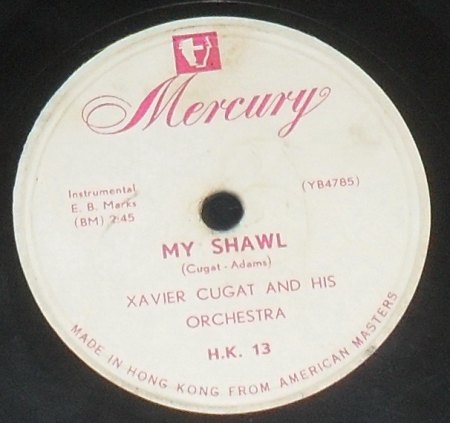 Mercury
Instrumental
E. B. Marks
(BM) 2:45
(YB4785)
MY SHAWL
(Cugat - Adams)
XAVIER CUGAT AND HIS
ORCHESTRA
H.K. 13
MADE IN HONG KONG FROM AMERICAN MASTERS